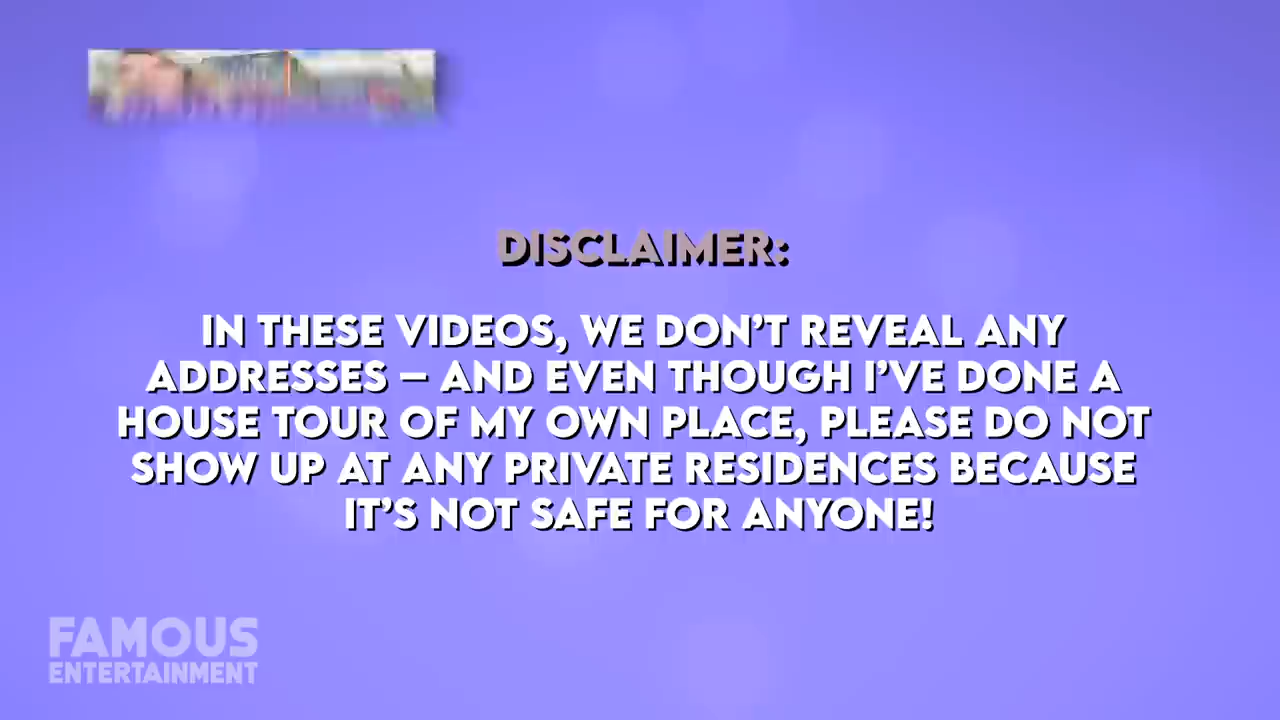 DISCLAIMER:
IN THESE VIDEOS, WE DON'T REVEAL ANY
ADDRESSES – AND EVEN THOUGH I'VE DONE A
HOUSE TOUR OF MY OWN PLACE, PLEASE DO NOT
SHOW UP AT ANY PRIVATE RESIDENCES BECAUSE
IT'S NOT SAFE FOR ANYONE!
FAMOUS
ENTERTAINMENT